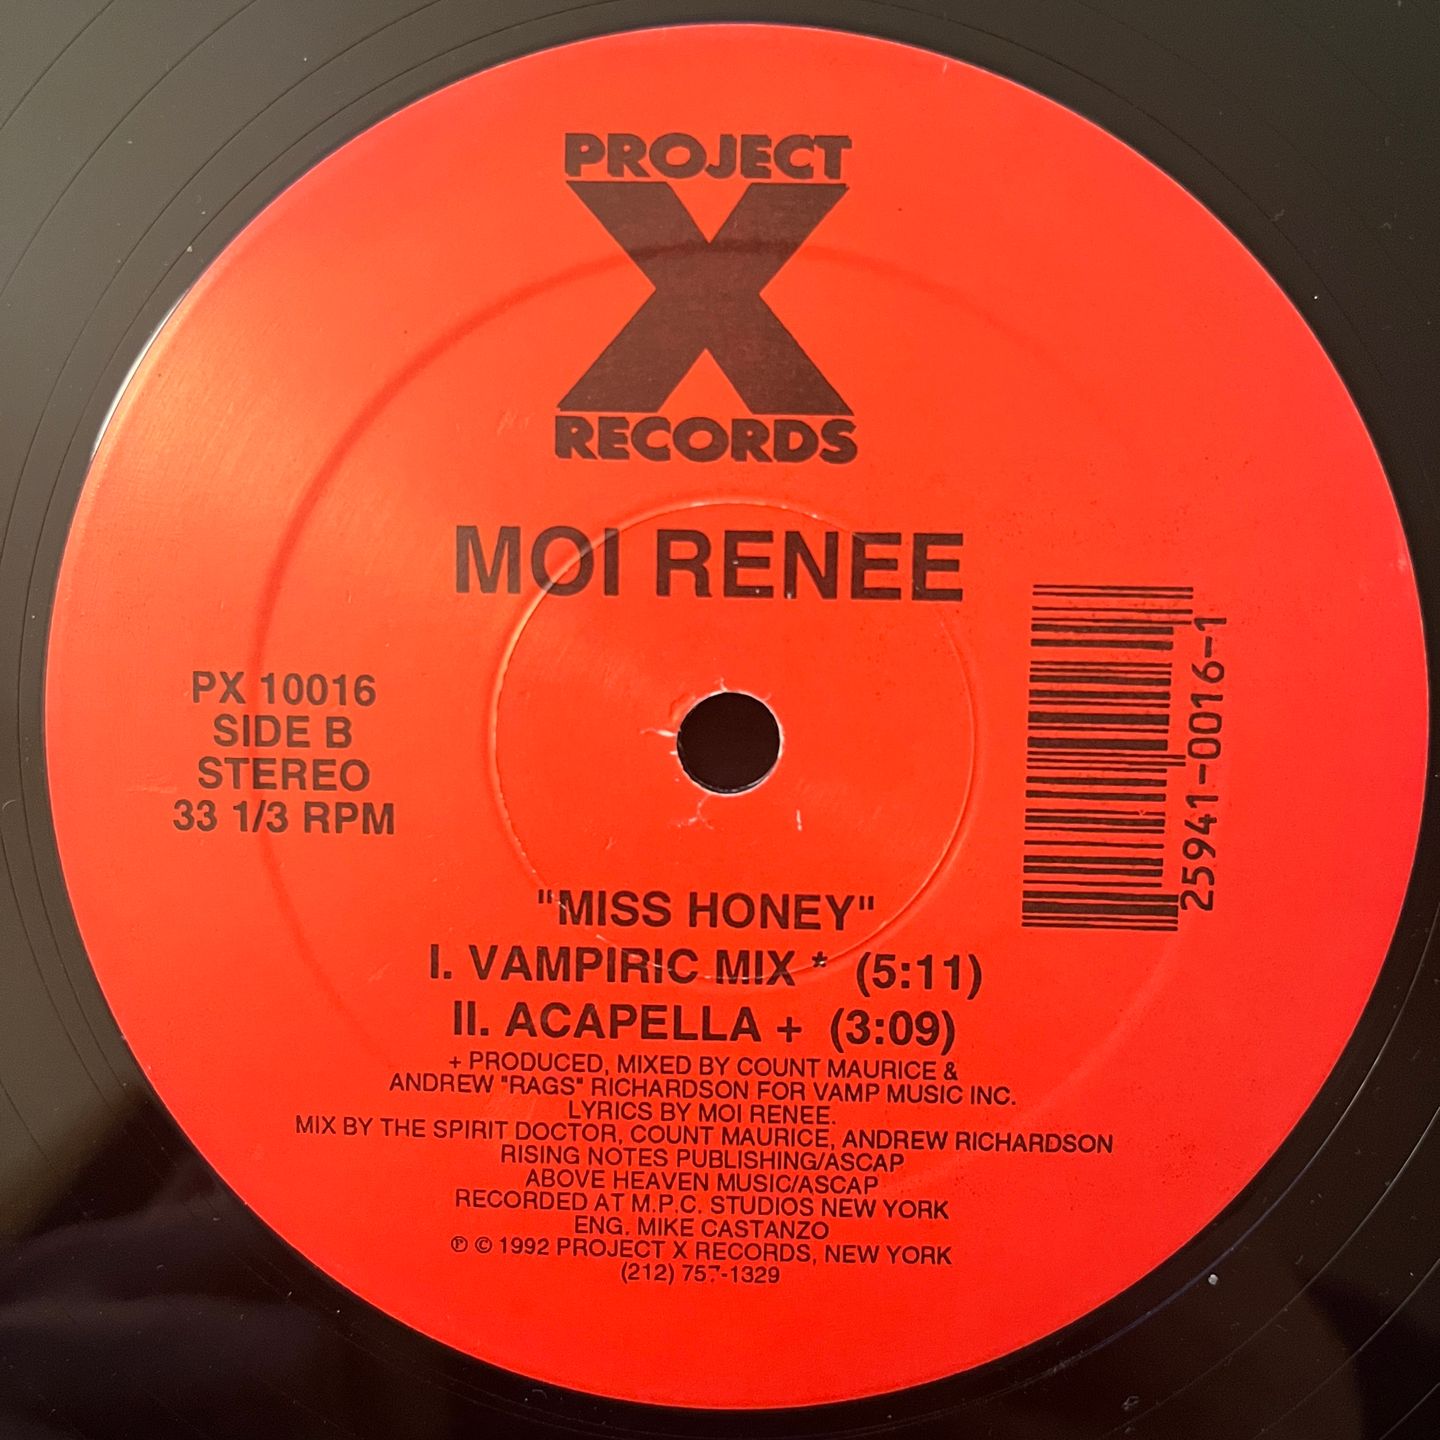 PROJECT
X
RECORDS
MOI RENEE
PX 10016
SIDE B
STEREO
33 1/3 RPM
25941-0016-1
"MISS HONEY"
I. VAMPIRIC MIX * (5:11)
II. ACAPELLA + (3:09)
+ PRODUCED, MIXED BY COUNT MAURICE &
ANDREW "RAGS" RICHARDSON FOR VAMP MUSIC INC.
LYRICS BY MOI RENEE.
MIX BY THE SPIRIT DOCTOR, COUNT MAURICE, ANDREW RICHARDSON
RISING NOTES PUBLISHING/ASCAP
ABOVE HEAVEN MUSIC/ASCAP
RECORDED AT M.P.C. STUDIOS NEW YORK
ENG. MIKE CASTANZO
℗ © 1992 PROJECT X RECORDS, NEW YORK
(212) 757-1329